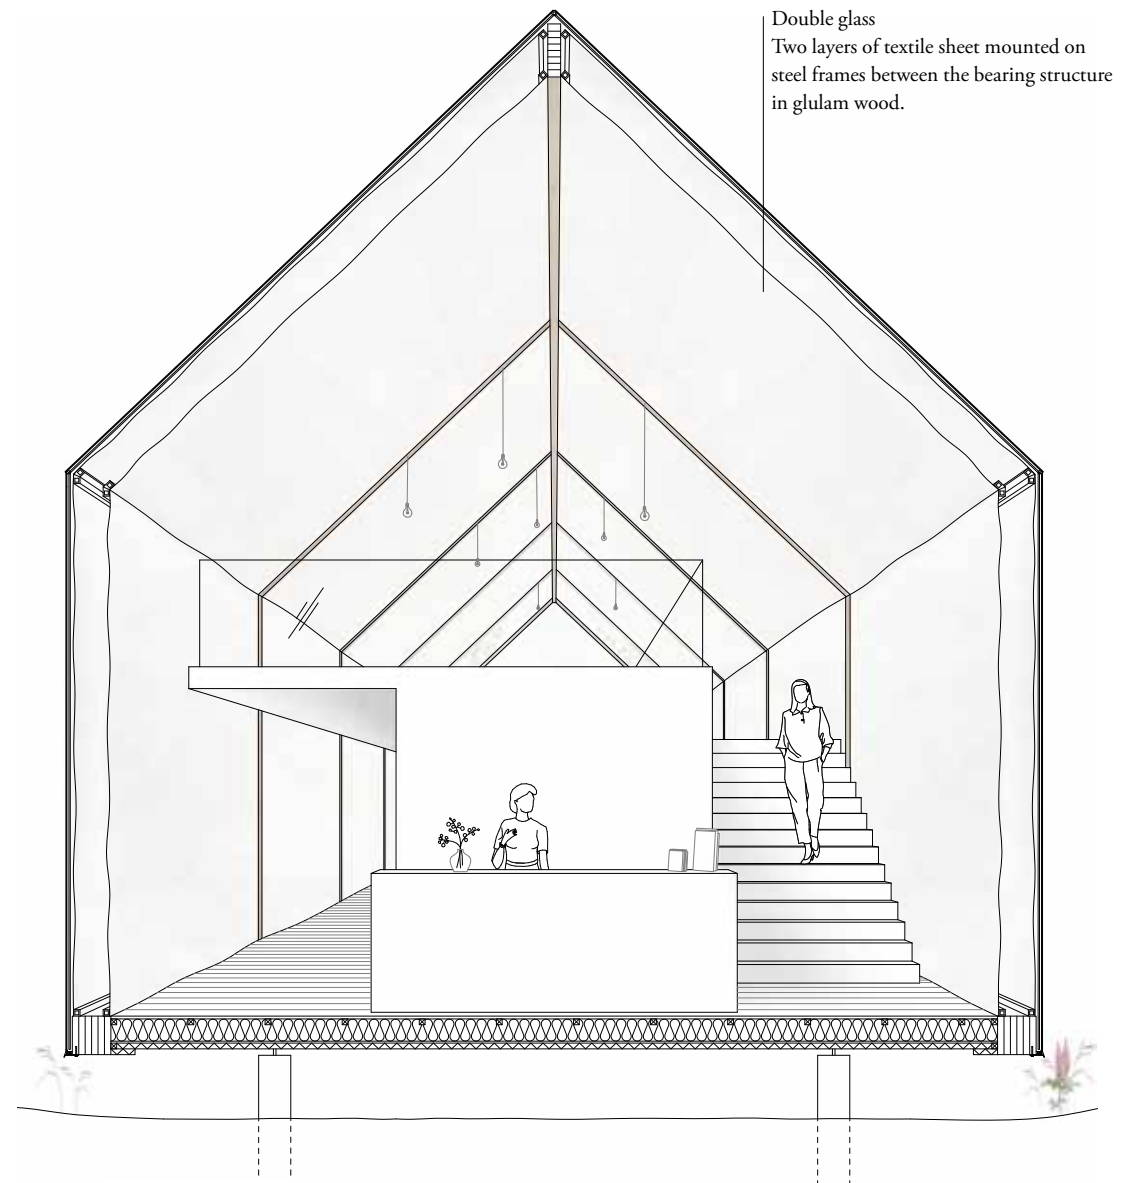 Double glass
Two layers of textile sheet mounted on
steel frames between the bearing structure
in glulam wood.